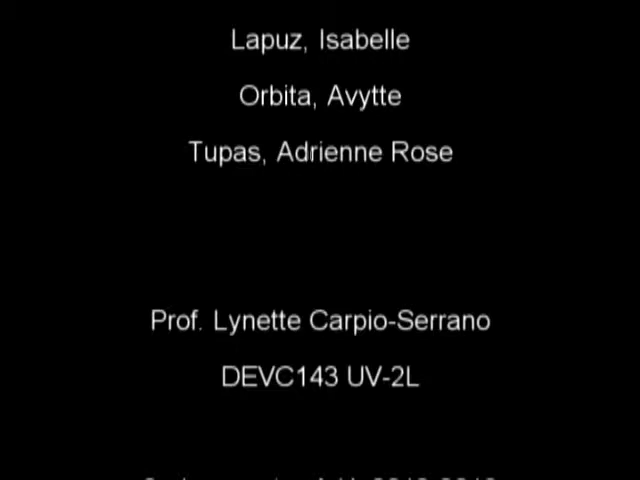 Lapuz, Isabelle
Orbita, Avytte
Tupas, Adrienne Rose
Prof. Lynette Carpio-Serrano
DEVC143 UV-2L